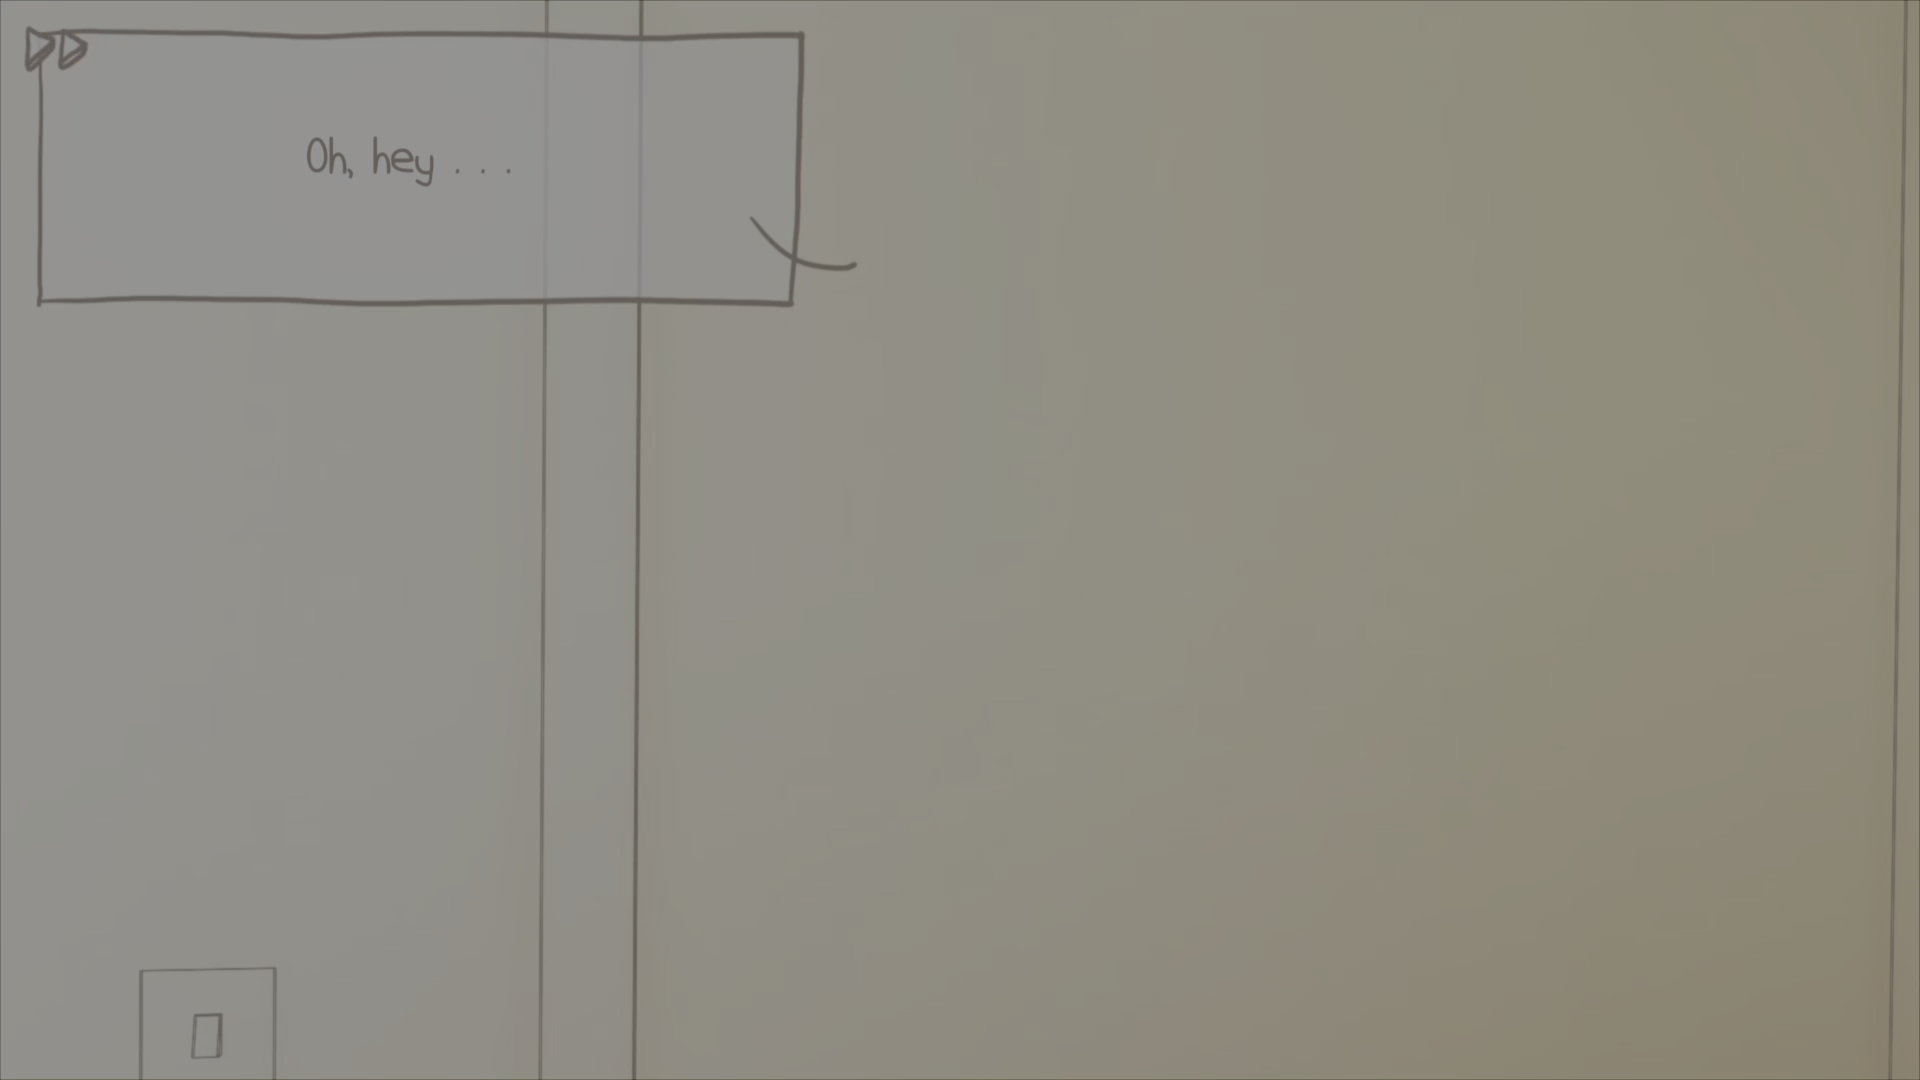 Oh, hey . . .